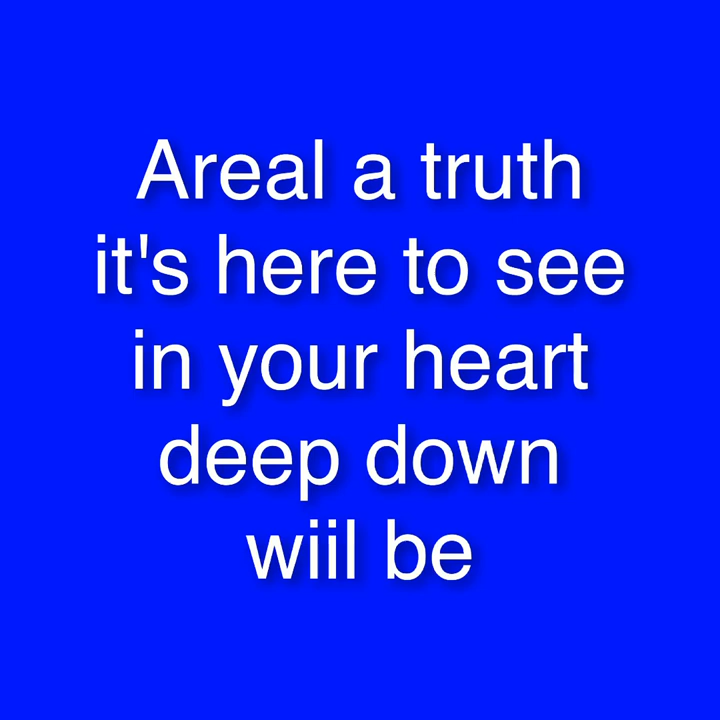 Areal a truth
it's here to see
in your heart
deep down
wiil be